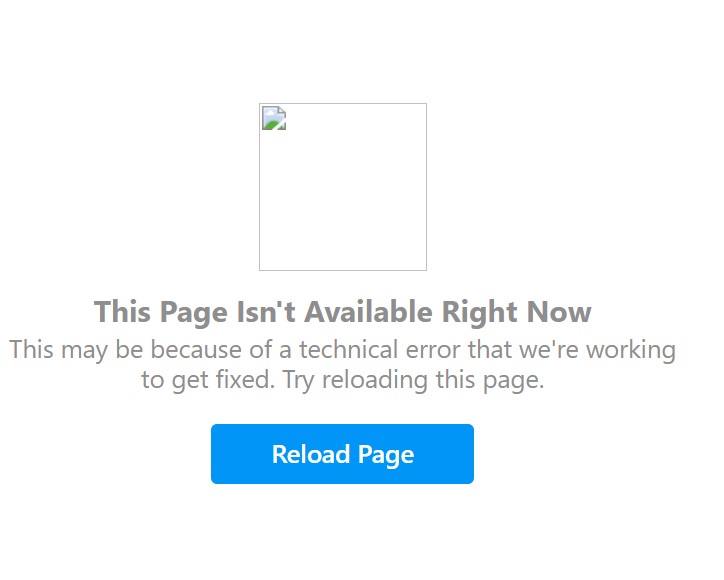 This Page Isn't Available Right Now
This may be because of a technical error that we're working
to get fixed. Try reloading this page.
Reload Page